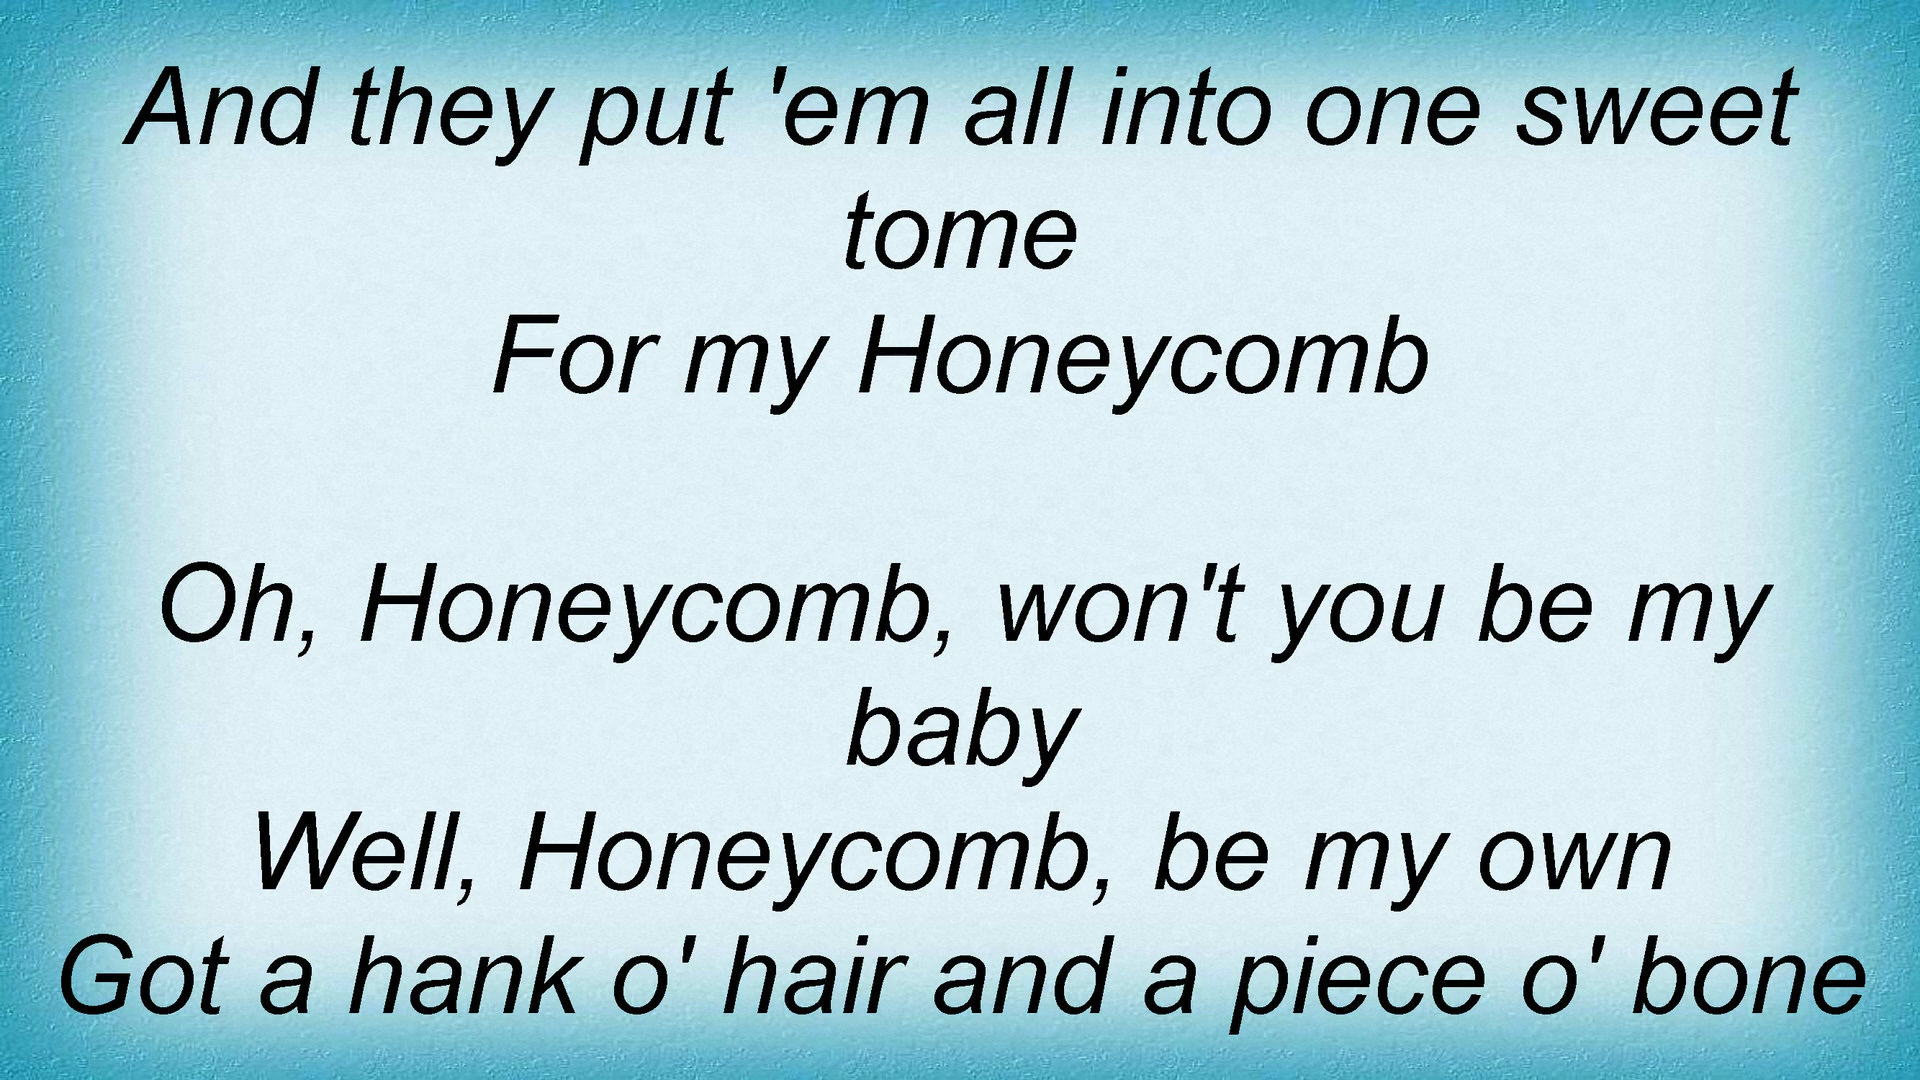 And they put 'em all into one sweet
tome
For my Honeycomb
Oh, Honeycomb, won't you be my
baby
Well, Honeycomb, be my own
Got a hank o' hair and a piece o' bone